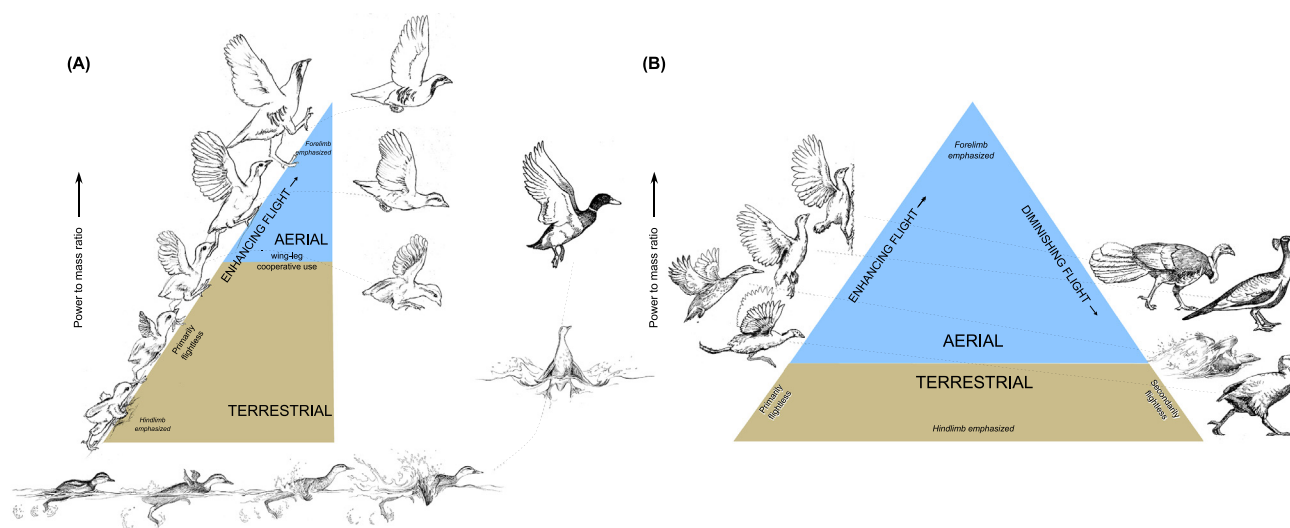 (A)
Power to mass ratio
Forelimb
emphasized
ENHANCING FLIGHT
AERIAL
wing-leg
cooperative use
Primarily
flightless
TERRESTRIAL
Hindlimb
emphasized
(B)
Power to mass ratio
Forelimb
emphasized
ENHANCING FLIGHT
DIMINISHING FLIGHT
AERIAL
TERRESTRIAL
Primarily
flightless
Secondarily
flightless
Hindlimb emphasized